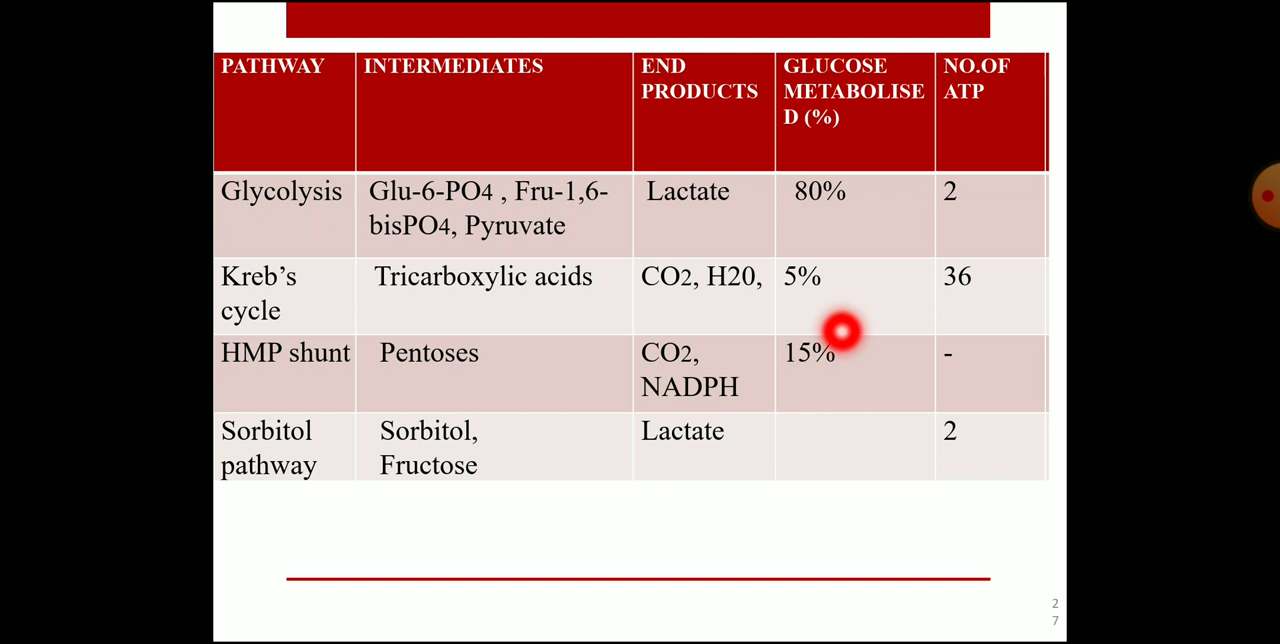 PATHWAY
INTERMEDIATES
END
PRODUCTS
GLUCOSE
METABOLISE
D (%)
NO.OF
ATP
Glycolysis
Glu-6-PO4 , Fru-1,6-
bisPO4, Pyruvate
Lactate
80%
2
Kreb’s
cycle
Tricarboxylic acids
CO2, H20,
5%
36
HMP shunt
Pentoses
CO2,
NADPH
15%
-
Sorbitol
pathway
Sorbitol,
Fructose
Lactate
2
2
7